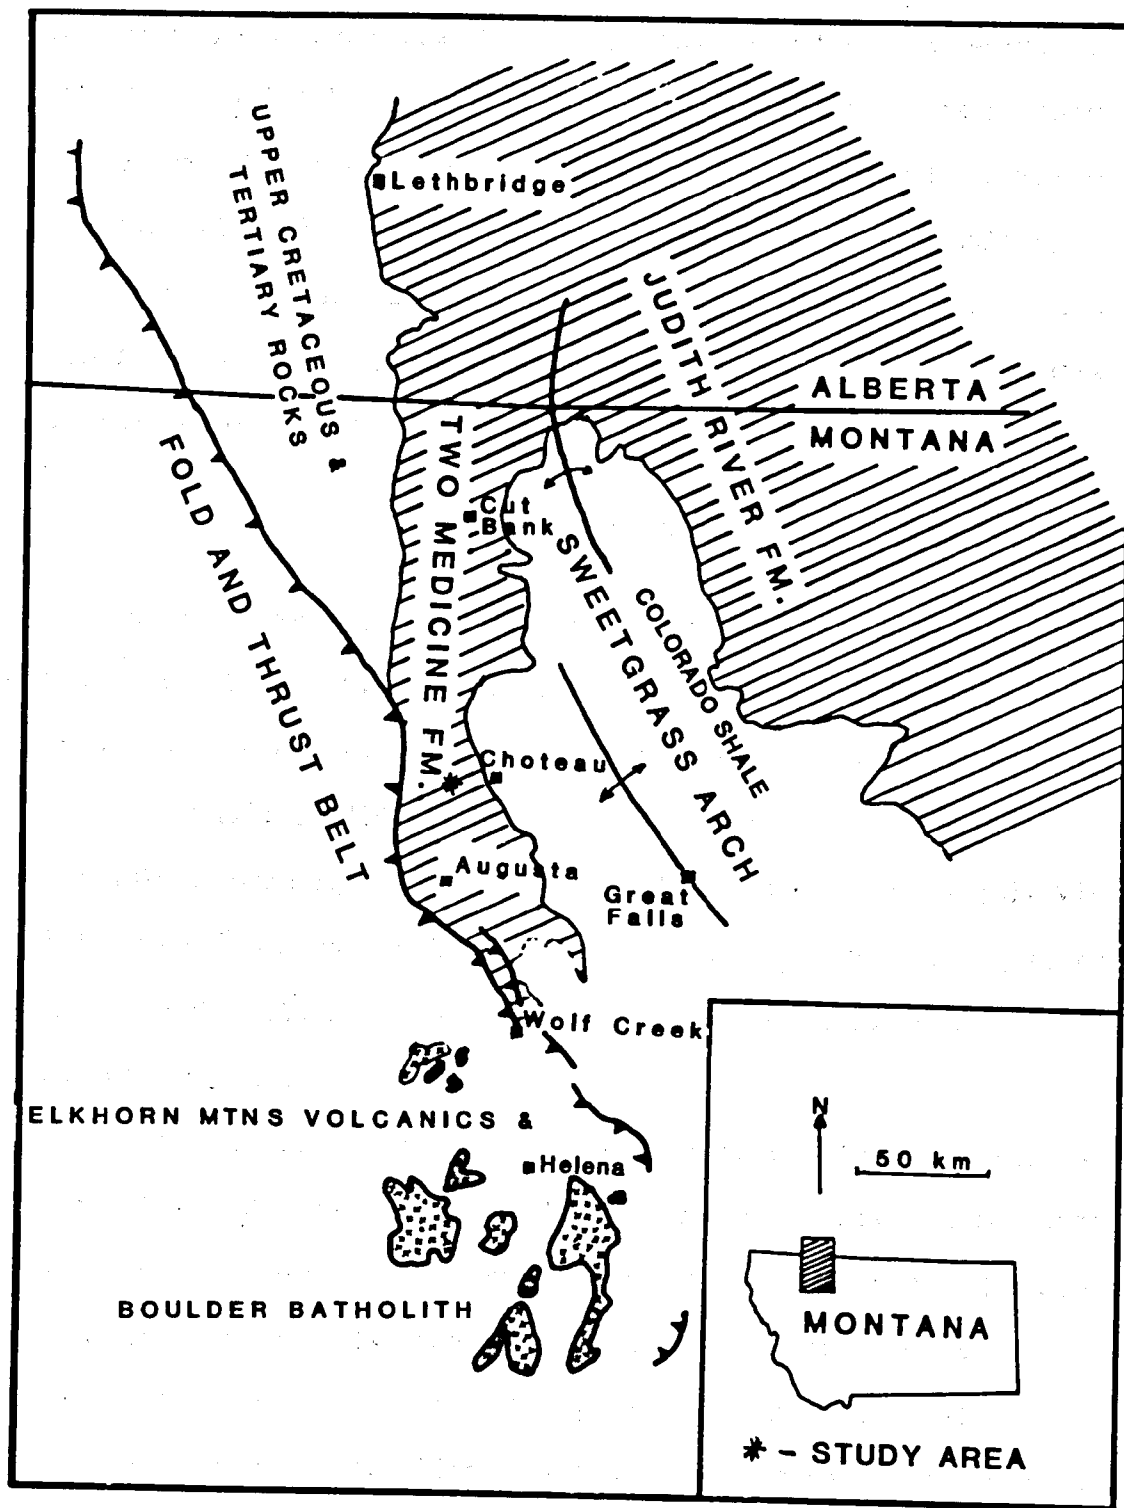 UPPER CRETACEOUS &
TERTIARY ROCKS
Lethbridge
JUDITH RIVER FM.
ALBERTA
MONTANA
FOLD AND THRUST BELT
TWO MEDICINE FM.
Cut
Bank
SWEETGRASS ARCH
COLORADO SHALE
Choteau
Augusta
Great
Falls
Wolf Creek
ELKHORN MTNS VOLCANICS &
Helena
BOULDER BATHOLITH
N
50 km
MONTANA
* - STUDY AREA